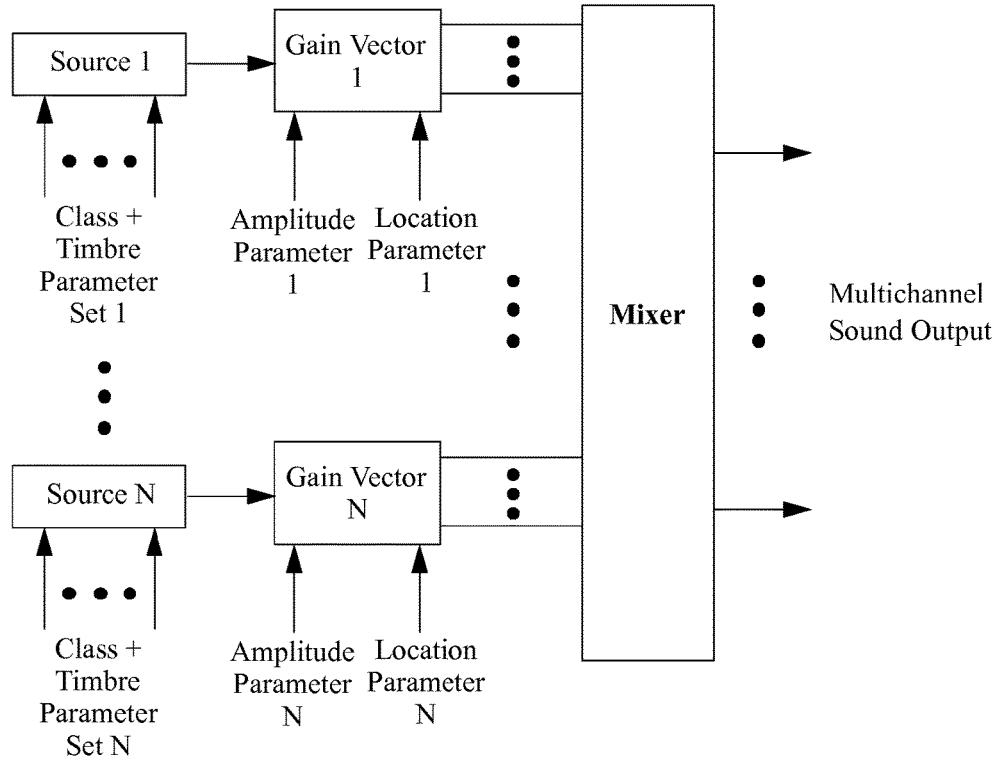 Source 1
Gain Vector
1
Class +
Timbre
Parameter
Set 1
Amplitude
Parameter
1
Location
Parameter
1
Mixer
Multichannel
Sound Output
Source N
Gain Vector
N
Class +
Timbre
Parameter
Set N
Amplitude
Parameter
N
Location
Parameter
N